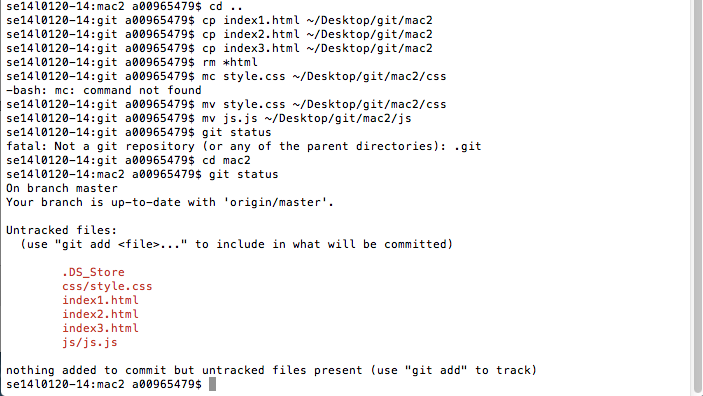 se14l0120-14:mac2 a00965479$ cd ..
se14l0120-14:git a00965479$ cp index1.html ~/Desktop/git/mac2
se14l0120-14:git a00965479$ cp index2.html ~/Desktop/git/mac2
se14l0120-14:git a00965479$ cp index3.html ~/Desktop/git/mac2
se14l0120-14:git a00965479$ rm *html
se14l0120-14:git a00965479$ mc style.css ~/Desktop/git/mac2/css
-bash: mc: command not found
se14l0120-14:git a00965479$ mv style.css ~/Desktop/git/mac2/css
se14l0120-14:git a00965479$ mv js.js ~/Desktop/git/mac2/js
se14l0120-14:git a00965479$ git status
fatal: Not a git repository (or any of the parent directories): .git
se14l0120-14:git a00965479$ cd mac2
se14l0120-14:mac2 a00965479$ git status
On branch master
Your branch is up-to-date with 'origin/master'.

Untracked files:
  (use "git add <file>..." to include in what will be committed)

        .DS_Store
        css/style.css
        index1.html
        index2.html
        index3.html
        js/js.js

nothing added to commit but untracked files present (use "git add" to track)
se14l0120-14:mac2 a00965479$